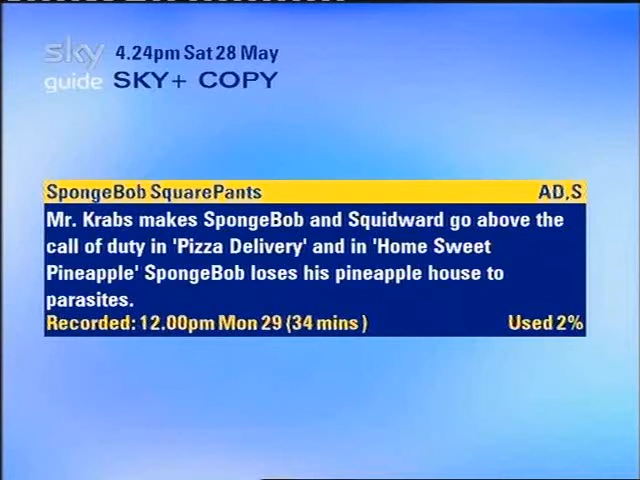 sky 4.24pm Sat 28 May
guide SKY+ COPY
SpongeBob SquarePants AD,S
Mr. Krabs makes SpongeBob and Squidward go above the
call of duty in 'Pizza Delivery' and in 'Home Sweet
Pineapple' SpongeBob loses his pineapple house to
parasites.
Recorded: 12.00pm Mon 29 (34 mins ) Used 2%